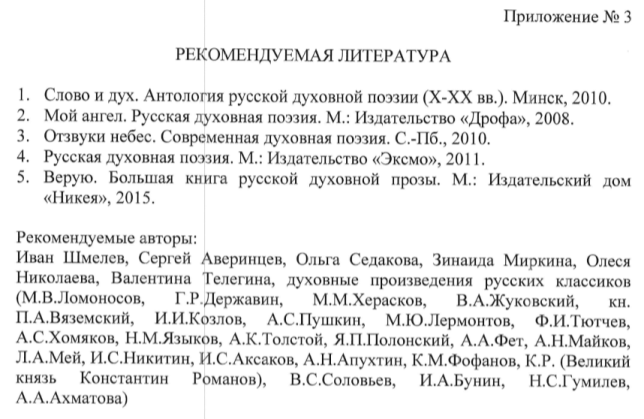 Приложение № 3
РЕКОМЕНДУЕМАЯ ЛИТЕРАТУРА
1. Слово и дух. Антология русской духовной поэзии (X-XX вв.). Минск, 2010.
2. Мой ангел. Русская духовная поэзия. М.: Издательство «Дрофа», 2008.
3. Отзвуки небес. Современная духовная поэзия. С.-Пб., 2010.
4. Русская духовная поэзия. М.: Издательство «Эксмо», 2011.
5. Верую. Большая книга русской духовной прозы. М.: Издательский дом
«Никея», 2015.
Рекомендуемые авторы:
Иван Шмелев, Сергей Аверинцев, Ольга Седакова, Зинаида Миркина, Олеся
Николаева, Валентина Телегина, духовные произведения русских классиков
(М.В.Ломоносов, Г.Р.Державин, М.М.Херасков, В.А.Жуковский, кн.
П.А.Вяземский, И.И.Козлов, А.С.Пушкин, М.Ю.Лермонтов, Ф.И.Тютчев,
А.С.Хомяков, Н.М.Языков, А.К.Толстой, Я.П.Полонский, А.А.Фет, А.Н.Майков,
Л.А.Мей, И.С.Никитин, И.С.Аксаков, А.Н.Апухтин, К.М.Фофанов, К.Р. (Великий
князь Константин Романов), В.С.Соловьев, И.А.Бунин, Н.С.Гумилев,
А.А.Ахматова)